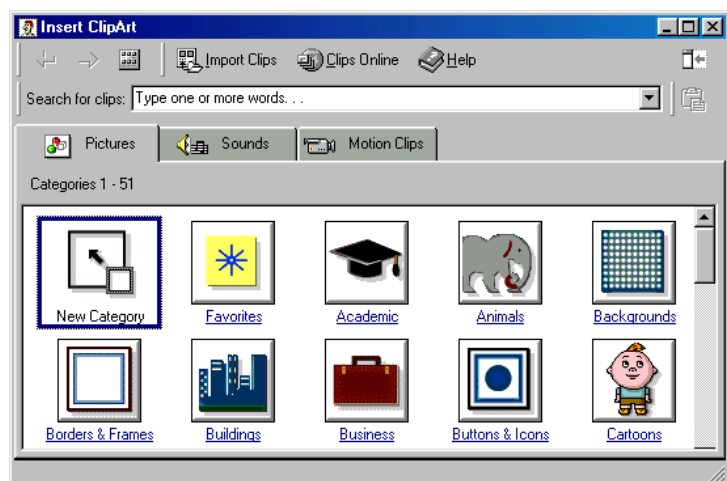 Insert ClipArt
Import Clips Clips Online Help
Search for clips: Type one or more words. . .
Pictures Sounds Motion Clips
Categories 1 - 51
New Category Favorites Academic Animals Backgrounds
Borders & Frames Buildings Business Buttons & Icons Cartoons